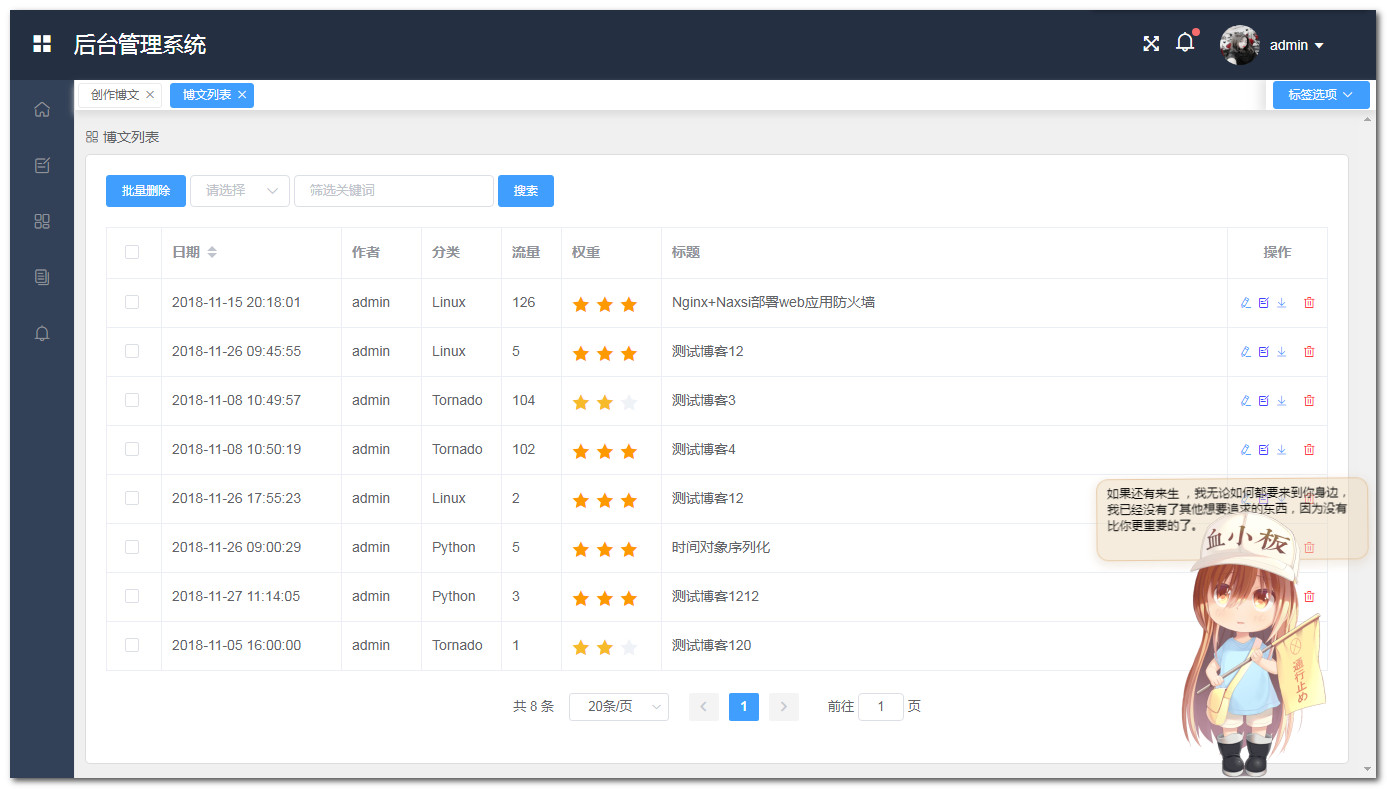 后台管理系统
admin
创作博文
博文列表
标签选项
博文列表
批量删除 请选择 筛选关键词 搜索
日期 作者 分类 流量 权重 标题 操作
2018-11-15 20:18:01 admin Linux 126 Nginx+Naxsi部署web应用防火墙
2018-11-26 09:45:55 admin Linux 5 测试博客12
2018-11-08 10:49:57 admin Tornado 104 测试博客3
2018-11-08 10:50:19 admin Tornado 102 测试博客4
2018-11-26 17:55:23 admin Linux 2 测试博客12
2018-11-26 09:00:29 admin Python 5 时间对象序列化
2018-11-27 11:14:05 admin Python 3 测试博客1212
2018-11-05 16:00:00 admin Tornado 1 测试博客120
如果还有来生 ，我无论如何都要来到你身边，
我已经没有了其他想要追求的东西，因为没有
比你更重要的了。
血小板
通行止め
共 8 条 20条/页 1 前往 1 页